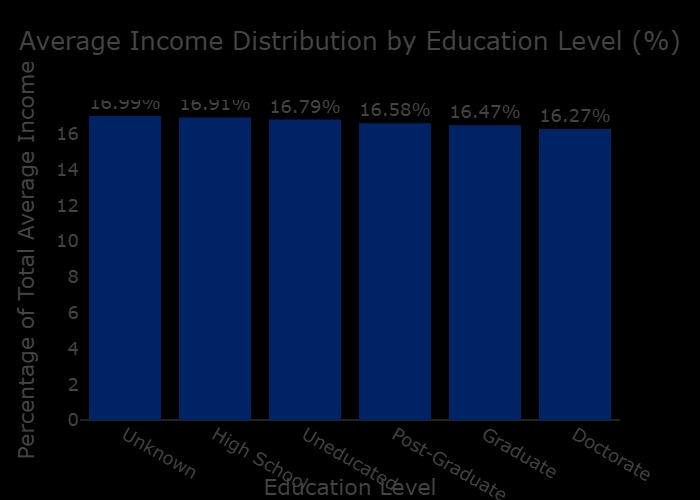 Average Income Distribution by Education Level (%)
Percentage of Total Average Income
16.99% 16.91% 16.79% 16.58% 16.47% 16.27%
16
14
12
10
8
6
4
2
0
Unknown High School Uneducated Post-Graduate Graduate Doctorate
Education Level